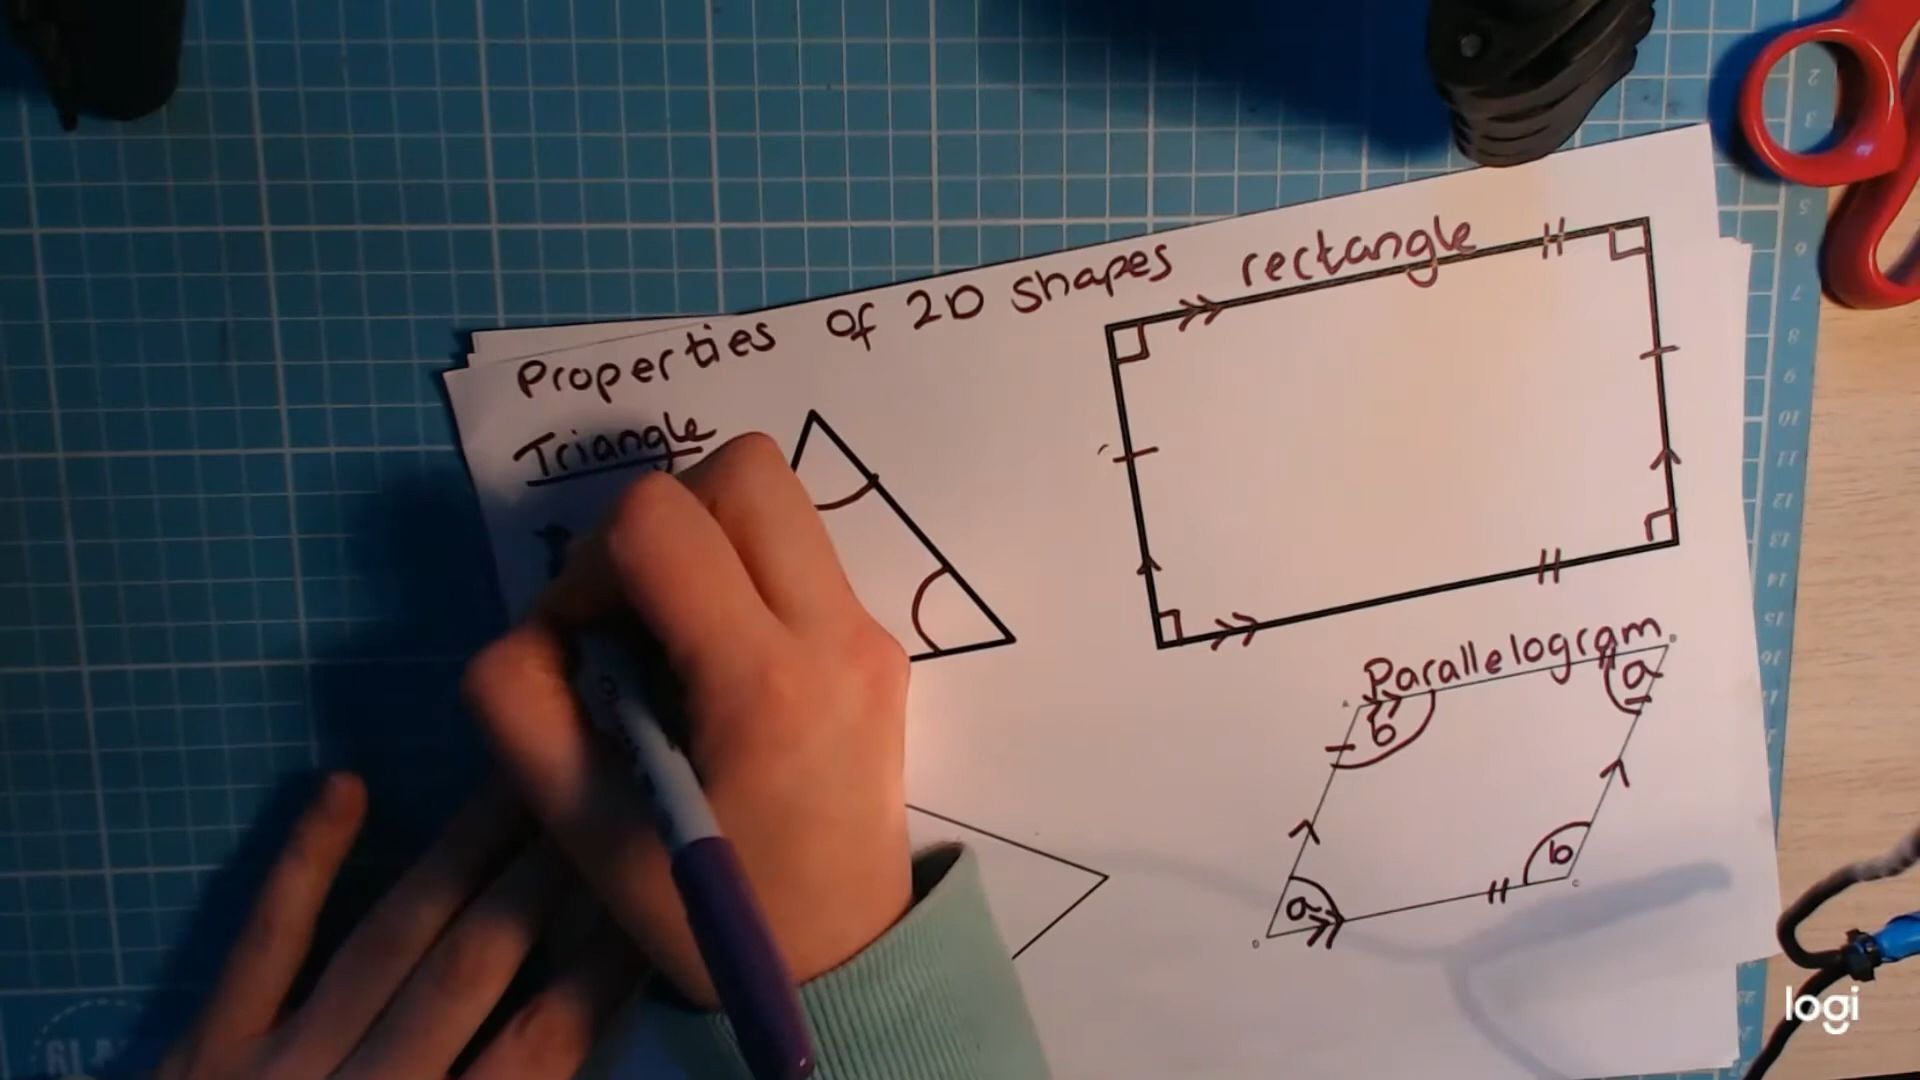 Properties of 2D shapes
rectangle
Triangle
Parallelogram
b
a
a
b
logi